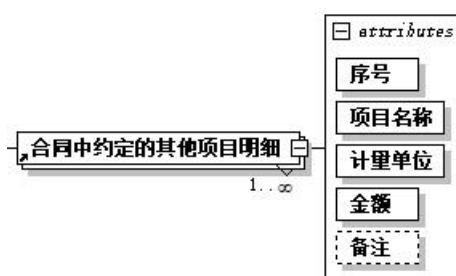 attributes
序号
项目名称
合同中约定的其他项目明细
计量单位
1..∞
金额
备注